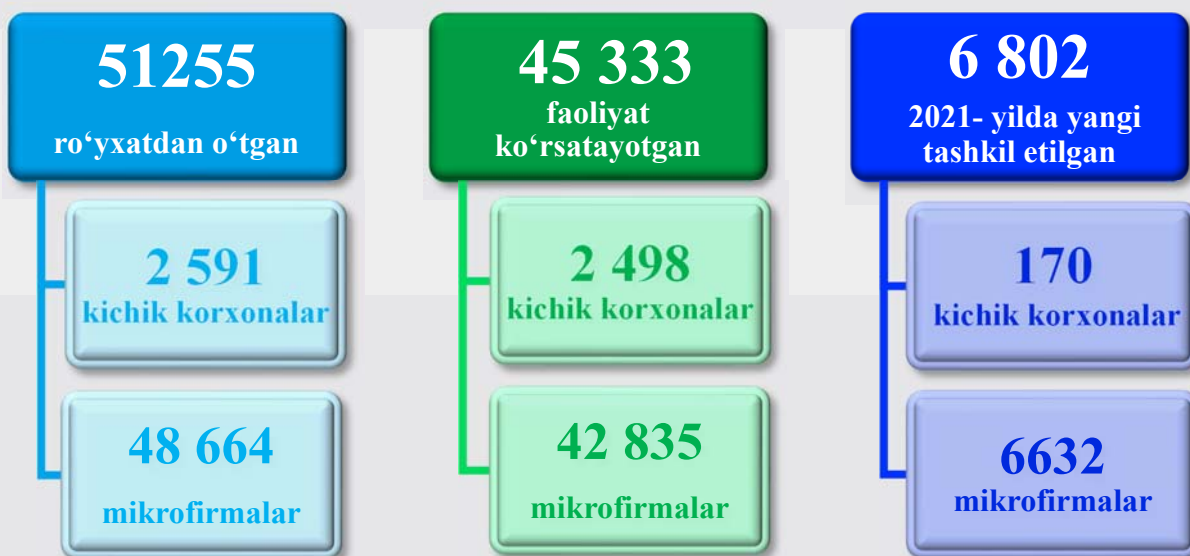 51255
ro‘yxatdan o‘tgan
2 591
kichik korxonalar
48 664
mikrofirmalar
45 333
faoliyat
ko‘rsatayotgan
2 498
kichik korxonalar
42 835
mikrofirmalar
6 802
2021- yilda yangi
tashkil etilgan
170
kichik korxonalar
6632
mikrofirmalar